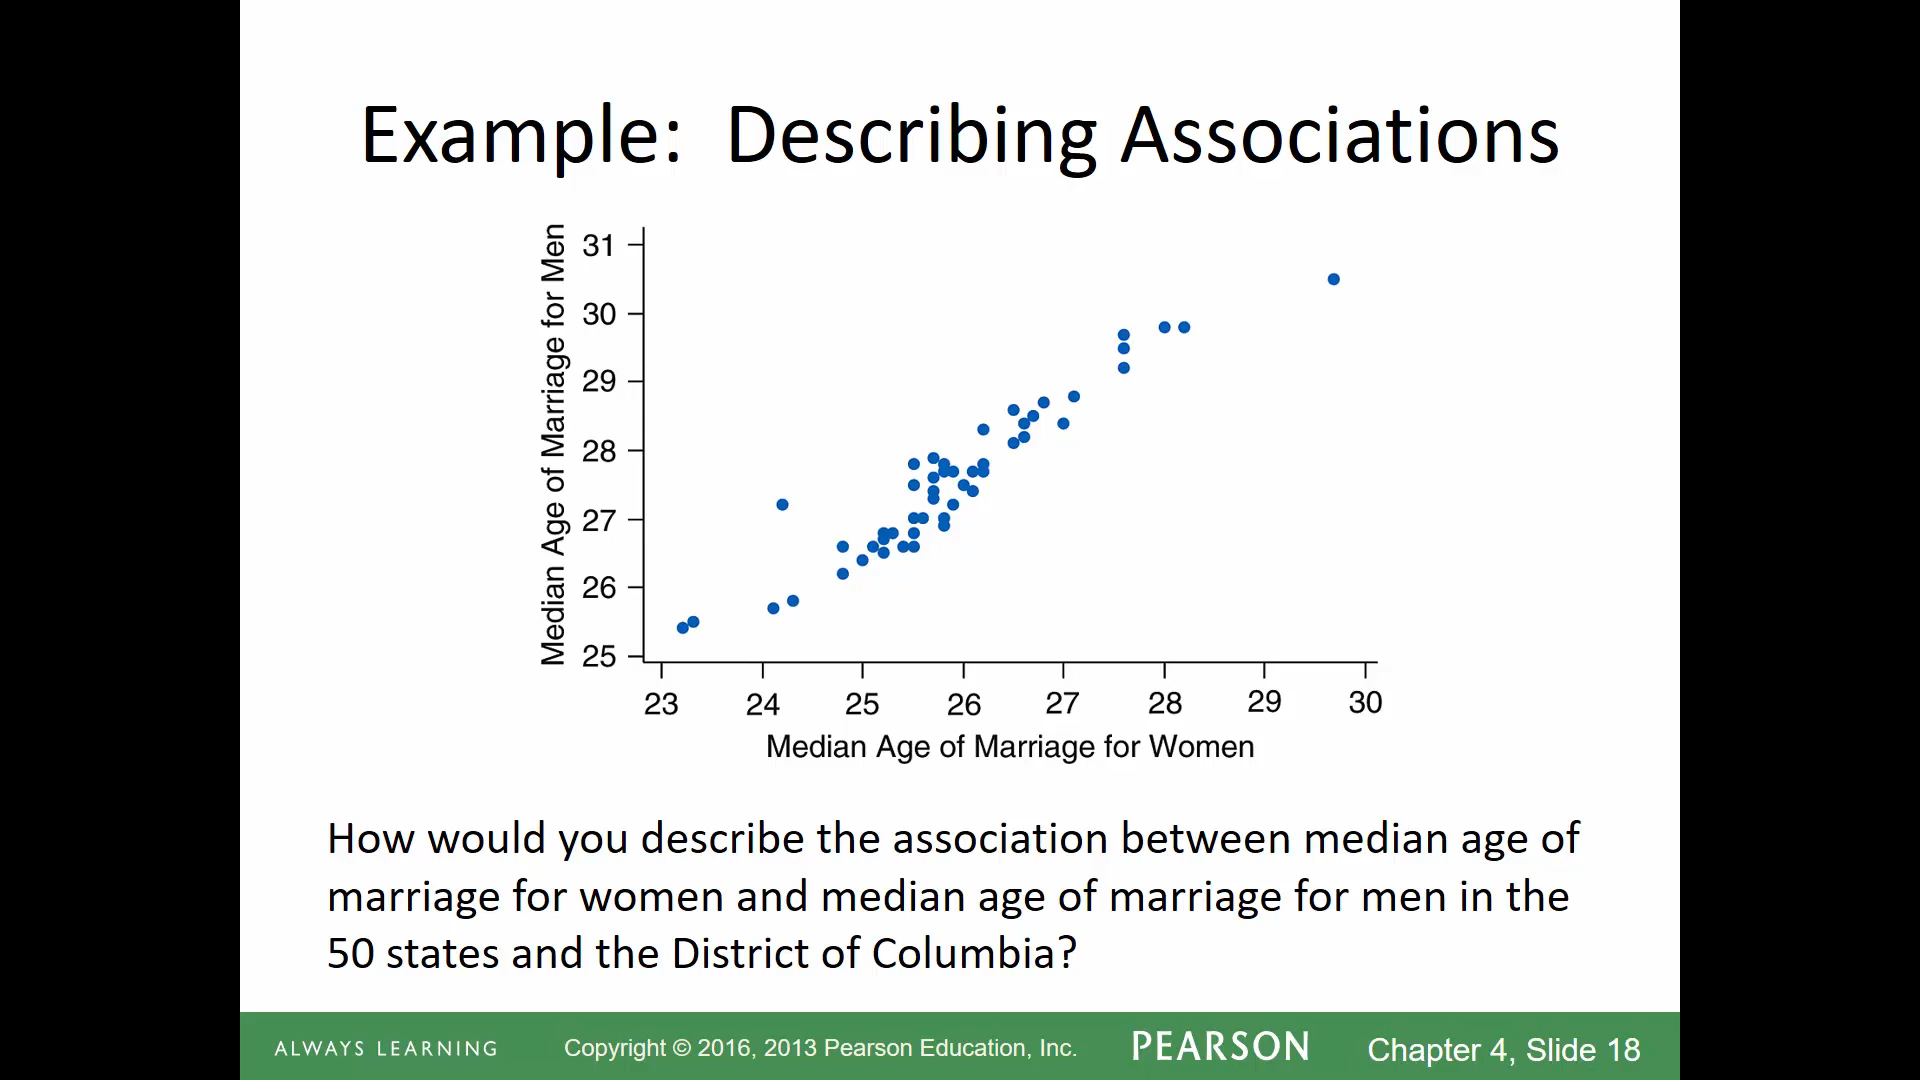 Example: Describing Associations
Median Age of Marriage for Men
31
30
29
28
27
26
25
23 24 25 26 27 28 29 30
Median Age of Marriage for Women
How would you describe the association between median age of
marriage for women and median age of marriage for men in the
50 states and the District of Columbia?
ALWAYS LEARNING Copyright © 2016, 2013 Pearson Education, Inc. PEARSON Chapter 4, Slide 18